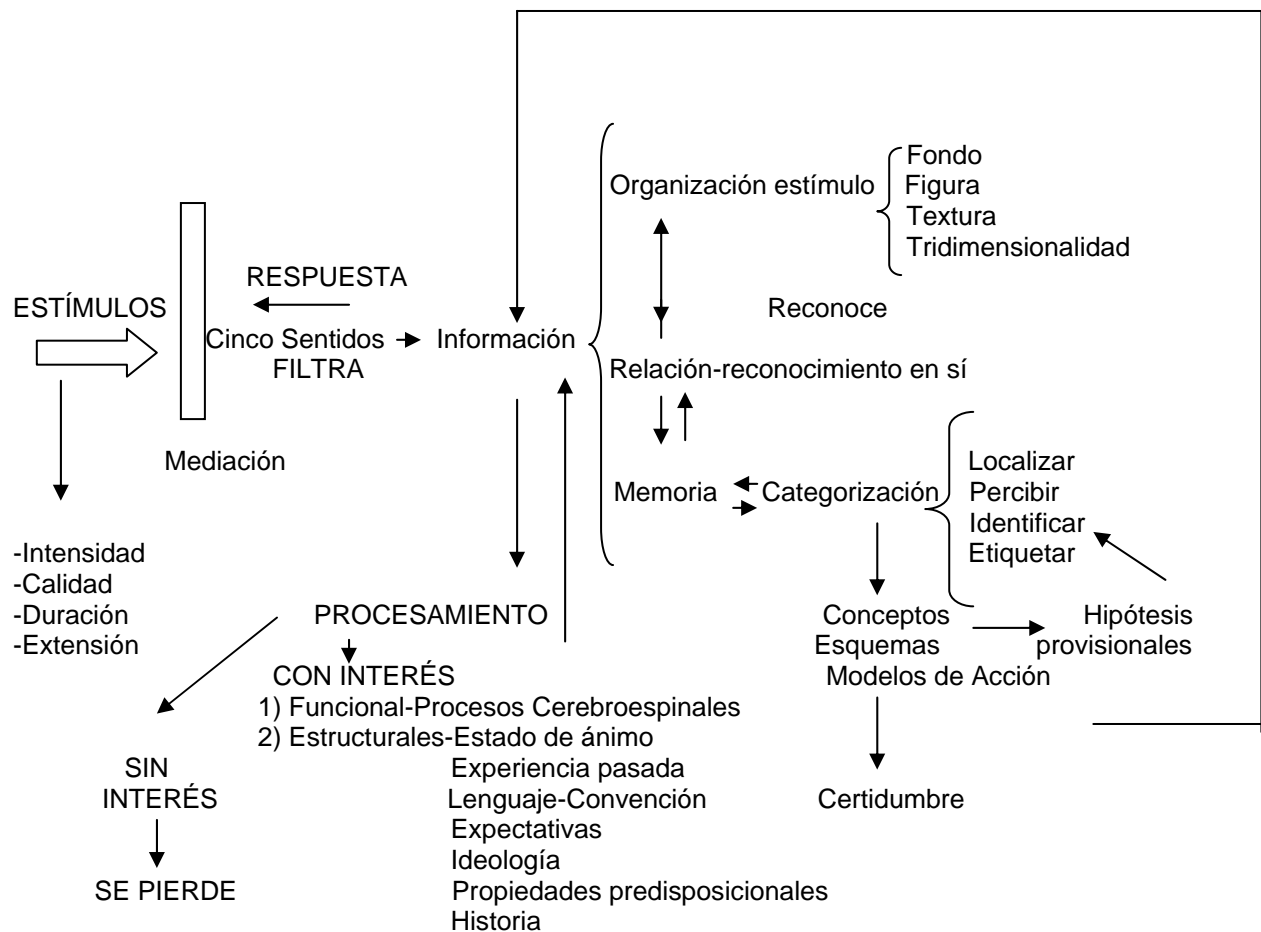 Fondo
Organización estímulo
Figura
Textura
Tridimensionalidad
RESPUESTA
ESTÍMULOS
Reconoce
Cinco Sentidos
Información
FILTRA
Relación-reconocimiento en sí
Mediación
Localizar
Memoria
Categorización
Percibir
Identificar
Etiquetar
-Intensidad
-Calidad
-Duración
-Extensión
PROCESAMIENTO
Conceptos
Esquemas
Modelos de Acción
Hipótesis
provisionales
CON INTERÉS
1) Funcional-Procesos Cerebroespinales
2) Estructurales-Estado de ánimo
Experiencia pasada
Lenguaje-Convención
Expectativas
Ideología
Propiedades predisposicionales
Historia
SIN
INTERÉS
Certidumbre
SE PIERDE